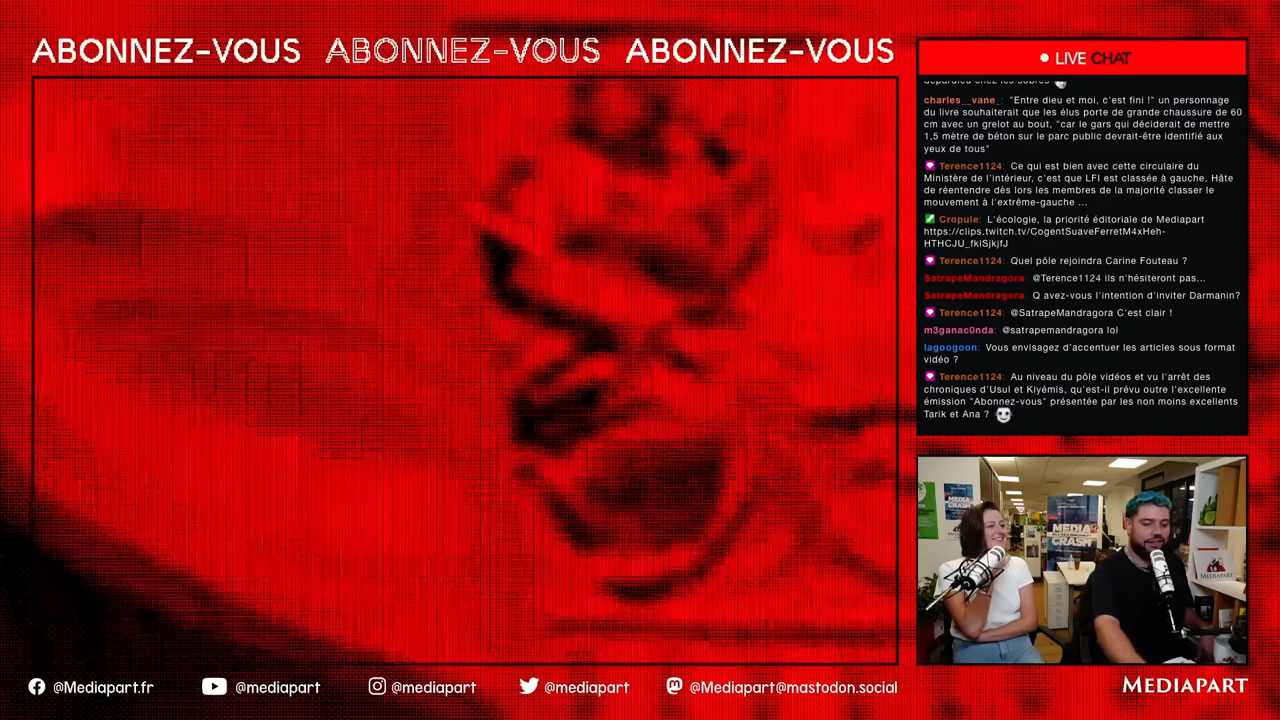 ABONNEZ-VOUS ABONNEZ-VOUS ABONNEZ-VOUS
LIVE CHAT
charles__vane_: "Entre dieu et moi, c'est fini !" un personnage
du livre souhaiterait que les élus porte de grande chaussure de 60
cm avec un grelot au bout, "car le gars qui déciderait de mettre
1,5 mètre de béton sur le parc public devrait-être identifié aux
yeux de tous"
Terence1124: Ce qui est bien avec cette circulaire du
Ministère de l'intérieur, c'est que LFI est classée à gauche. Hâte
de réentendre dès lors les membres de la majorité classer le
mouvement à l'extrême-gauche ...
Cropule: L'écologie, la priorité éditoriale de Mediapart
https://clips.twitch.tv/CogentSuaveFerretM4xHeh-
HTHCJU_fkiSjkjfJ
Terence1124: Quel pôle rejoindra Carine Fouteau ?
SatrapeMandragora: @Terence1124 ils n'hésiteront pas...
SatrapeMandragora: Q avez-vous l'intention d'inviter Darmanin?
Terence1124: @SatrapeMandragora C'est clair !
m3ganac0nda: @satrapemandragora lol
lagoogoon: Vous envisagez d'accentuer les articles sous format
vidéo ?
Terence1124: Au niveau du pôle vidéos et vu l'arrêt des
chroniques d'Usul et Kiyémis, qu'est-il prévu outre l'excellente
émission "Abonnez-vous" présentée par les non moins excellents
Tarik et Ana ?
MEDIA
CRASH
MEDIAPART
@Mediapart.fr @mediapart @mediapart @mediapart @Mediapart@mastodon.social
MEDIAPART